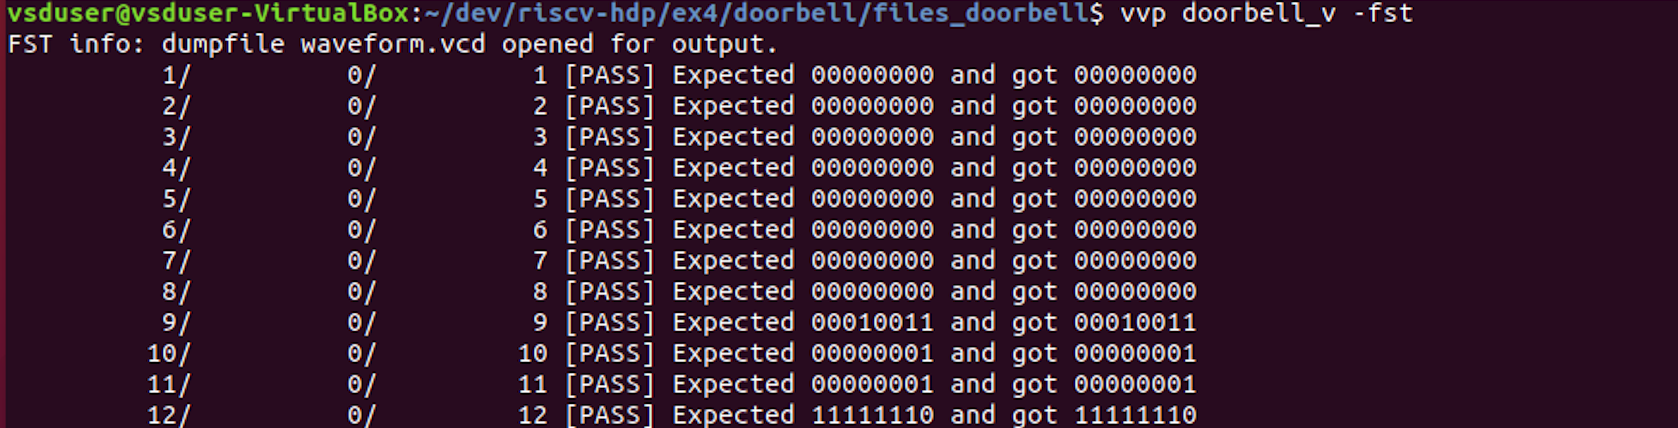 vsduser@vsduser-VirtualBox:~/dev/riscv-hdp/ex4/doorbell/files_doorbell$ vvp doorbell_v -fst
FST info: dumpfile waveform.vcd opened for output.
1/ 0/ 1 [PASS] Expected 00000000 and got 00000000
2/ 0/ 2 [PASS] Expected 00000000 and got 00000000
3/ 0/ 3 [PASS] Expected 00000000 and got 00000000
4/ 0/ 4 [PASS] Expected 00000000 and got 00000000
5/ 0/ 5 [PASS] Expected 00000000 and got 00000000
6/ 0/ 6 [PASS] Expected 00000000 and got 00000000
7/ 0/ 7 [PASS] Expected 00000000 and got 00000000
8/ 0/ 8 [PASS] Expected 00000000 and got 00000000
9/ 0/ 9 [PASS] Expected 00010011 and got 00010011
10/ 0/ 10 [PASS] Expected 00000001 and got 00000001
11/ 0/ 11 [PASS] Expected 00000001 and got 00000001
12/ 0/ 12 [PASS] Expected 11111110 and got 11111110